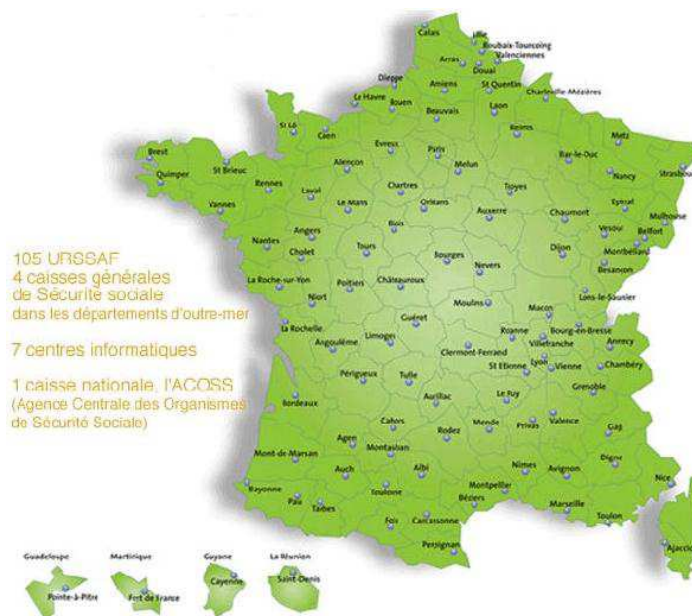 Calais
Lille
Roubaix-Tourcoing
Valenciennes
Arras
Douai
Dieppe
Amiens
St Quentin
Charleville-Mézières
Le Havre
Rouen
Beauvais
Laon
St Lô
Caen
Reims
Metz
Evreux
Paris
Brest
St Brieuc
Alençon
Melun
Bar-le-Duc
Strasbourg
Quimper
Rennes
Laval
Chartres
Troyes
Nancy
Vannes
Le Mans
Orléans
Auxerre
Chaumont
Epinal
Mulhouse
Angers
Blois
Vesoul
Belfort
Nantes
Cholet
Tours
Bourges
Nevers
Dijon
Montbéliard
Besançon
105 URSSAF
4 caisses générales
de Sécurité sociale
dans les départements d'outre-mer
7 centres informatiques
1 caisse nationale, l'ACOSS
(Agence Centrale des Organismes
de Sécurité Sociale)
La Roche-sur-Yon
Poitiers
Châteauroux
Lons-le-Saunier
Niort
Moulins
Macon
La Rochelle
Guéret
Roanne
Bourg-en-Bresse
Angoulême
Limoges
Clermont-Ferrand
Villefranche
Annecy
Lyon
St Etienne
Vienne
Chambéry
Périgueux
Tulle
Grenoble
Bordeaux
Aurillac
Le Puy
Cahors
Rodez
Mende
Privas
Valence
Gap
Agen
Montauban
Mont-de-Marsan
Auch
Albi
Nimes
Avignon
Digne
Nice
Bayonne
Toulouse
Montpellier
Pau
Tarbes
Béziers
Marseille
Toulon
Foix
Carcassonne
Perpignan
Ajaccio
Guadeloupe
Martinique
Guyane
La Réunion
Pointe-à-Pitre
Fort de France
Cayenne
Saint-Denis